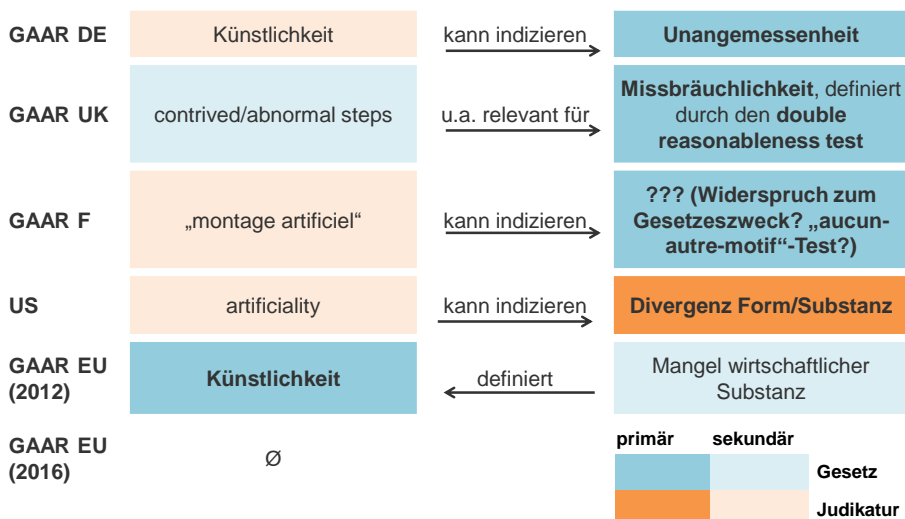 GAAR DE
Künstlichkeit
kann indizieren
Unangemessenheit
GAAR UK
contrived/abnormal steps
u.a. relevant für
Missbräuchlichkeit, definiert
durch den double
reasonableness test
GAAR F
„montage artificiel“
kann indizieren
??? (Widerspruch zum
Gesetzeszweck? „aucun-
autre-motif“-Test?)
US
artificiality
kann indizieren
Divergenz Form/Substanz
GAAR EU
(2012)
Künstlichkeit
definiert
Mangel wirtschaftlicher
Substanz
GAAR EU
(2016)
Ø
primär
sekundär
Gesetz
Judikatur